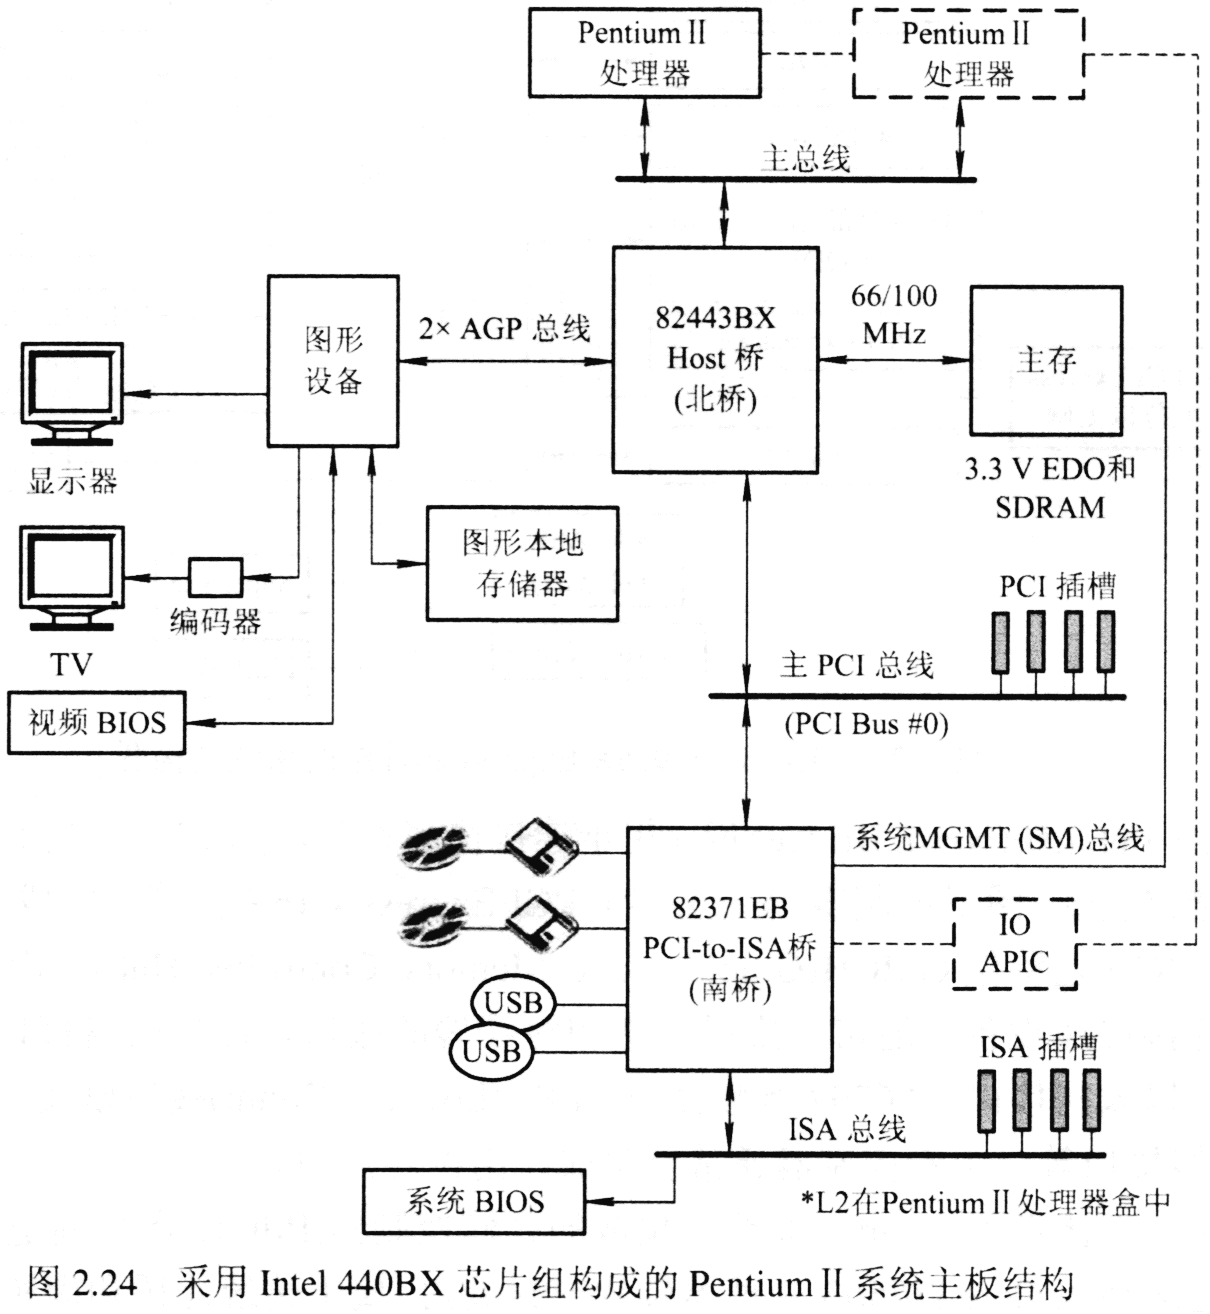 Pentium II
处理器
Pentium II
处理器
主总线
图形
设备
2× AGP 总线
82443BX
Host 桥
(北桥)
66/100
MHz
主存
3.3 V EDO和
SDRAM
显示器
图形本地
存储器
编码器
TV
视频 BIOS
PCI 插槽
主 PCI 总线
(PCI Bus #0)
系统MGMT (SM)总线
82371EB
PCI-to-ISA桥
(南桥)
IO
APIC
USB
USB
ISA 插槽
ISA 总线
系统 BIOS
*L2在Pentium II 处理器盒中
图 2.24 采用 Intel 440BX 芯片组构成的 Pentium II 系统主板结构